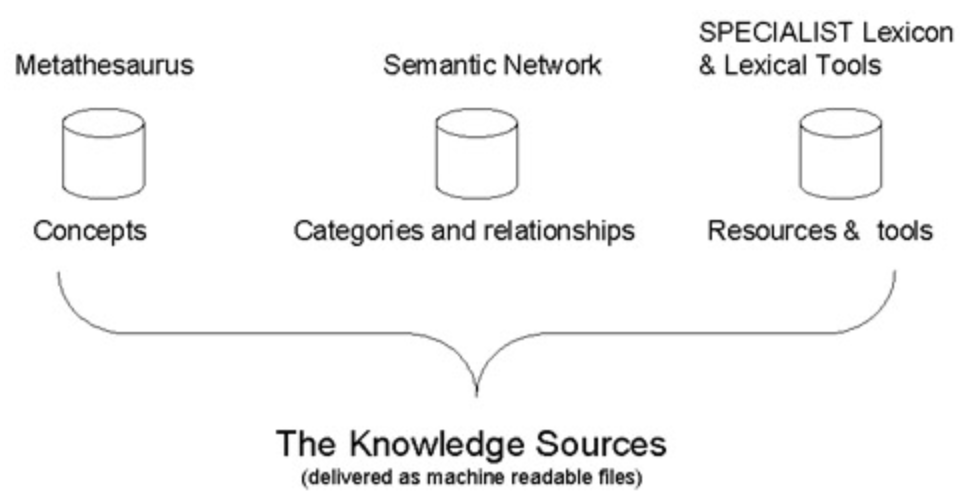 Metathesaurus
Semantic Network
SPECIALIST Lexicon
& Lexical Tools
Concepts
Categories and relationships
Resources & tools
The Knowledge Sources
(delivered as machine readable files)